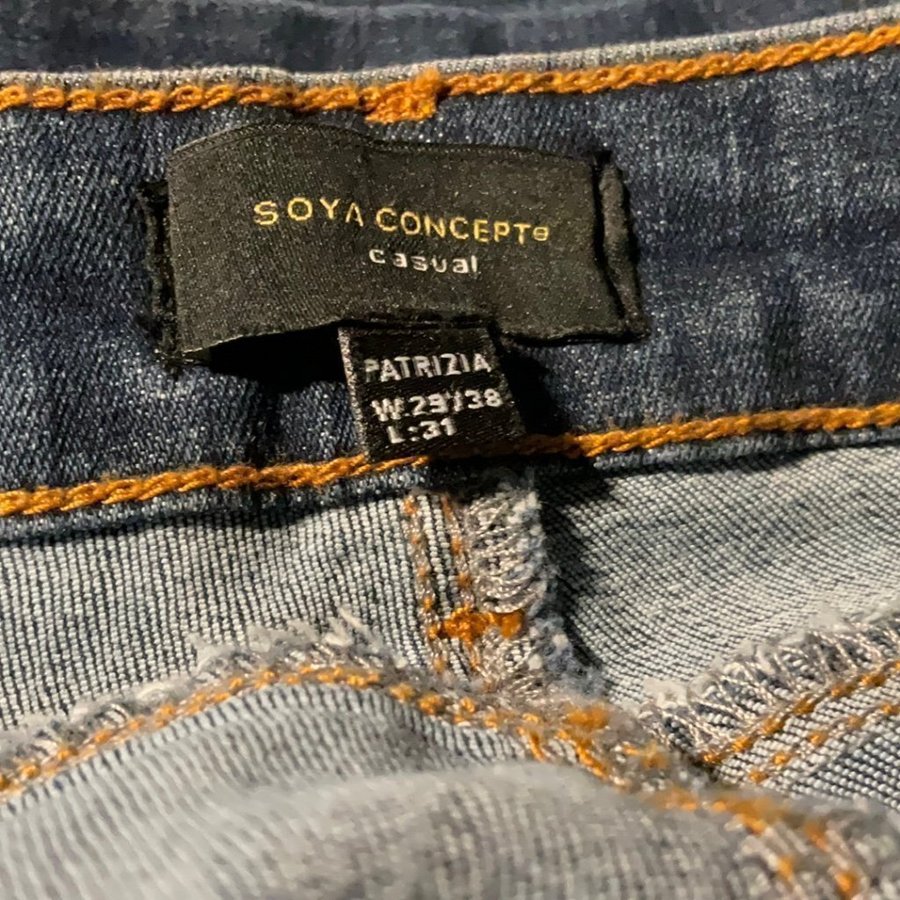 SOYA CONCEPT®
casual
PATRIZIA
W:29/38
L:31